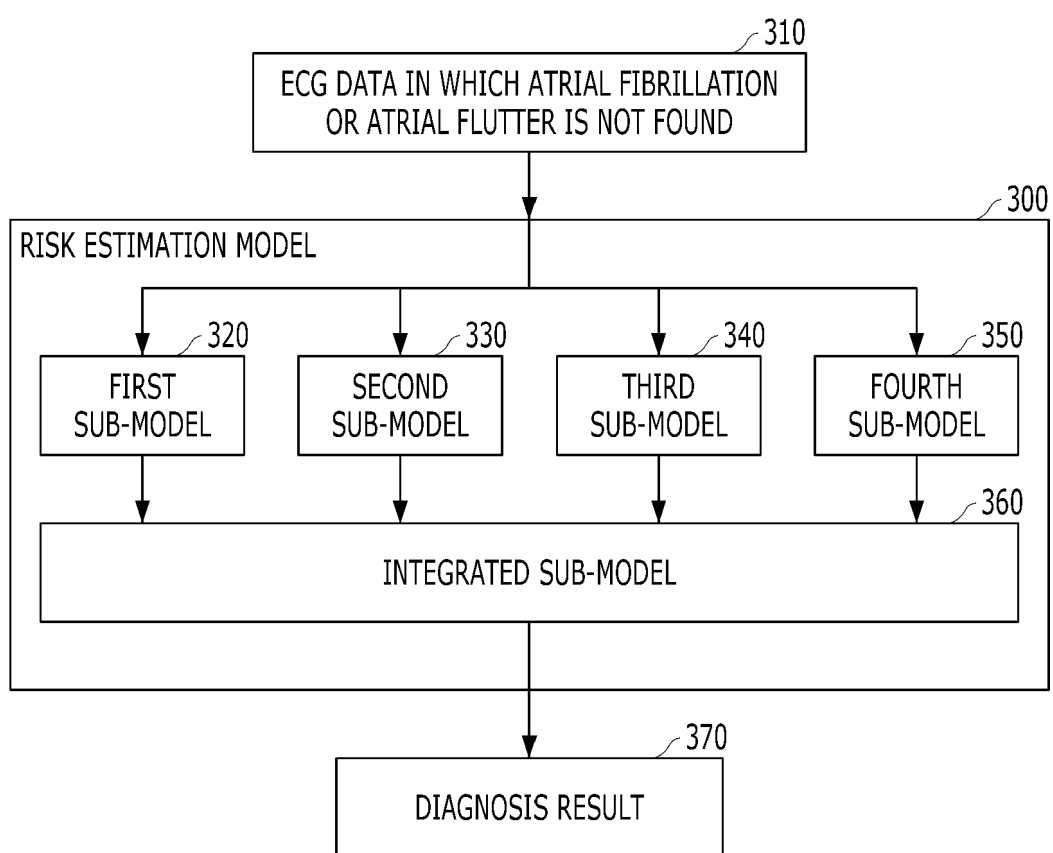 310
ECG DATA IN WHICH ATRIAL FIBRILLATION
OR ATRIAL FLUTTER IS NOT FOUND
300
RISK ESTIMATION MODEL
320
FIRST
SUB-MODEL
330
SECOND
SUB-MODEL
340
THIRD
SUB-MODEL
350
FOURTH
SUB-MODEL
360
INTEGRATED SUB-MODEL
370
DIAGNOSIS RESULT